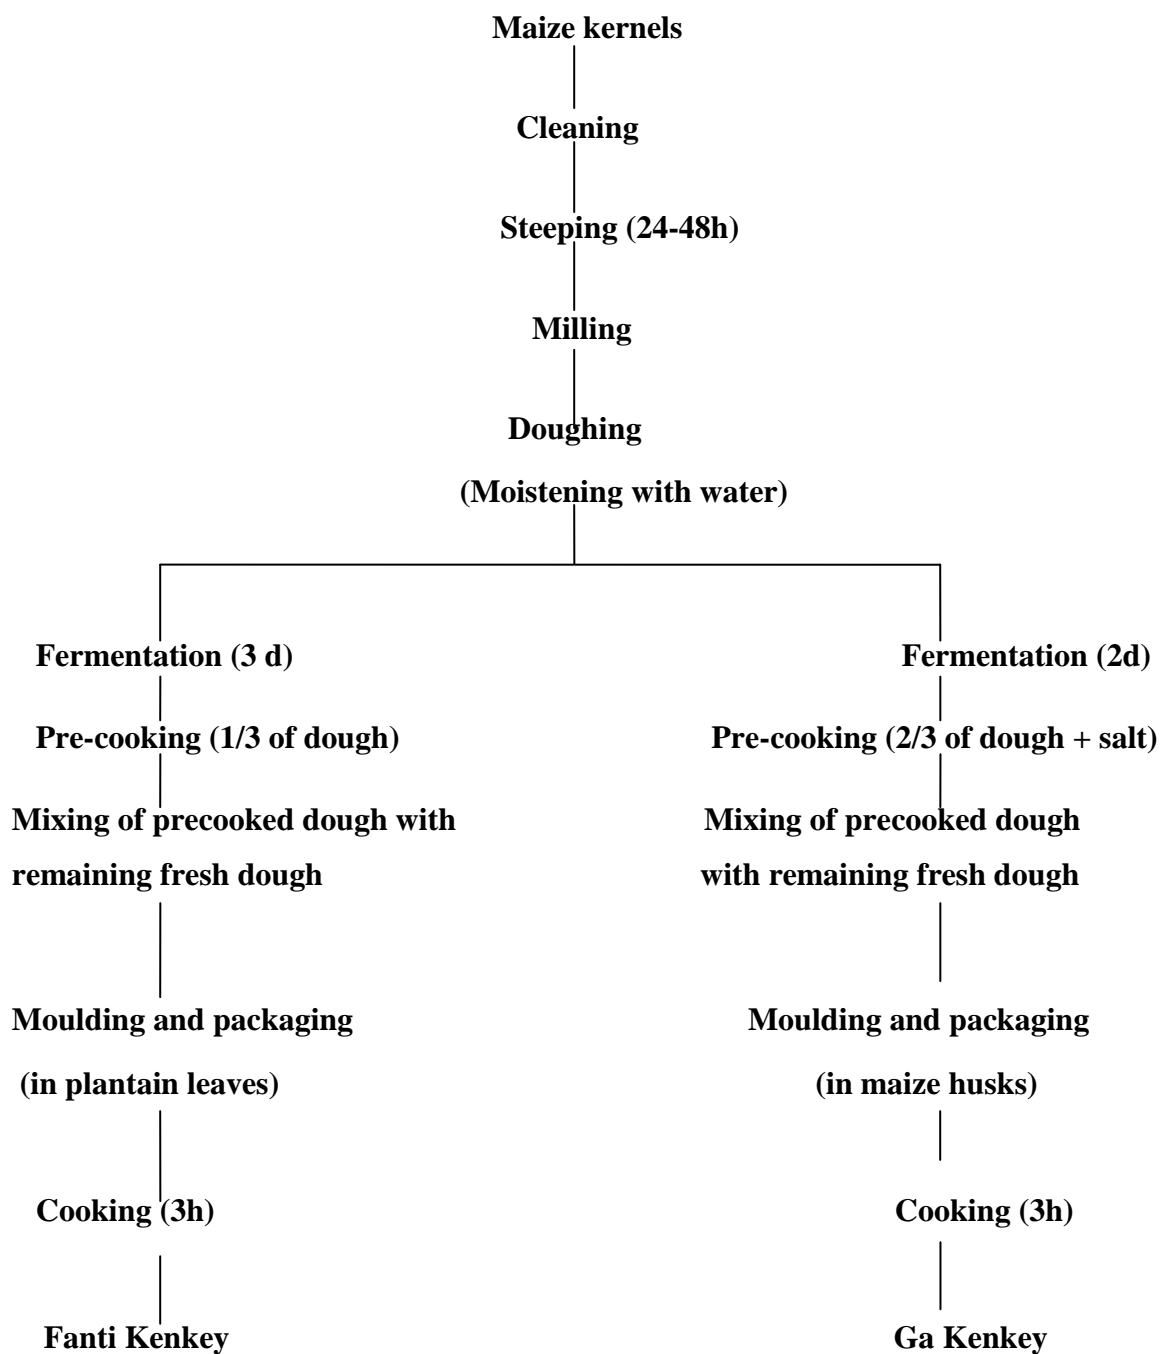 Maize kernels
Cleaning
Steeping (24-48h)
Milling
Doughing
(Moistening with water)
Fermentation (3 d)
Pre-cooking (1/3 of dough)
Mixing of precooked dough with
remaining fresh dough
Moulding and packaging
(in plantain leaves)
Cooking (3h)
Fanti Kenkey
Fermentation (2d)
Pre-cooking (2/3 of dough + salt)
Mixing of precooked dough
with remaining fresh dough
Moulding and packaging
(in maize husks)
Cooking (3h)
Ga Kenkey